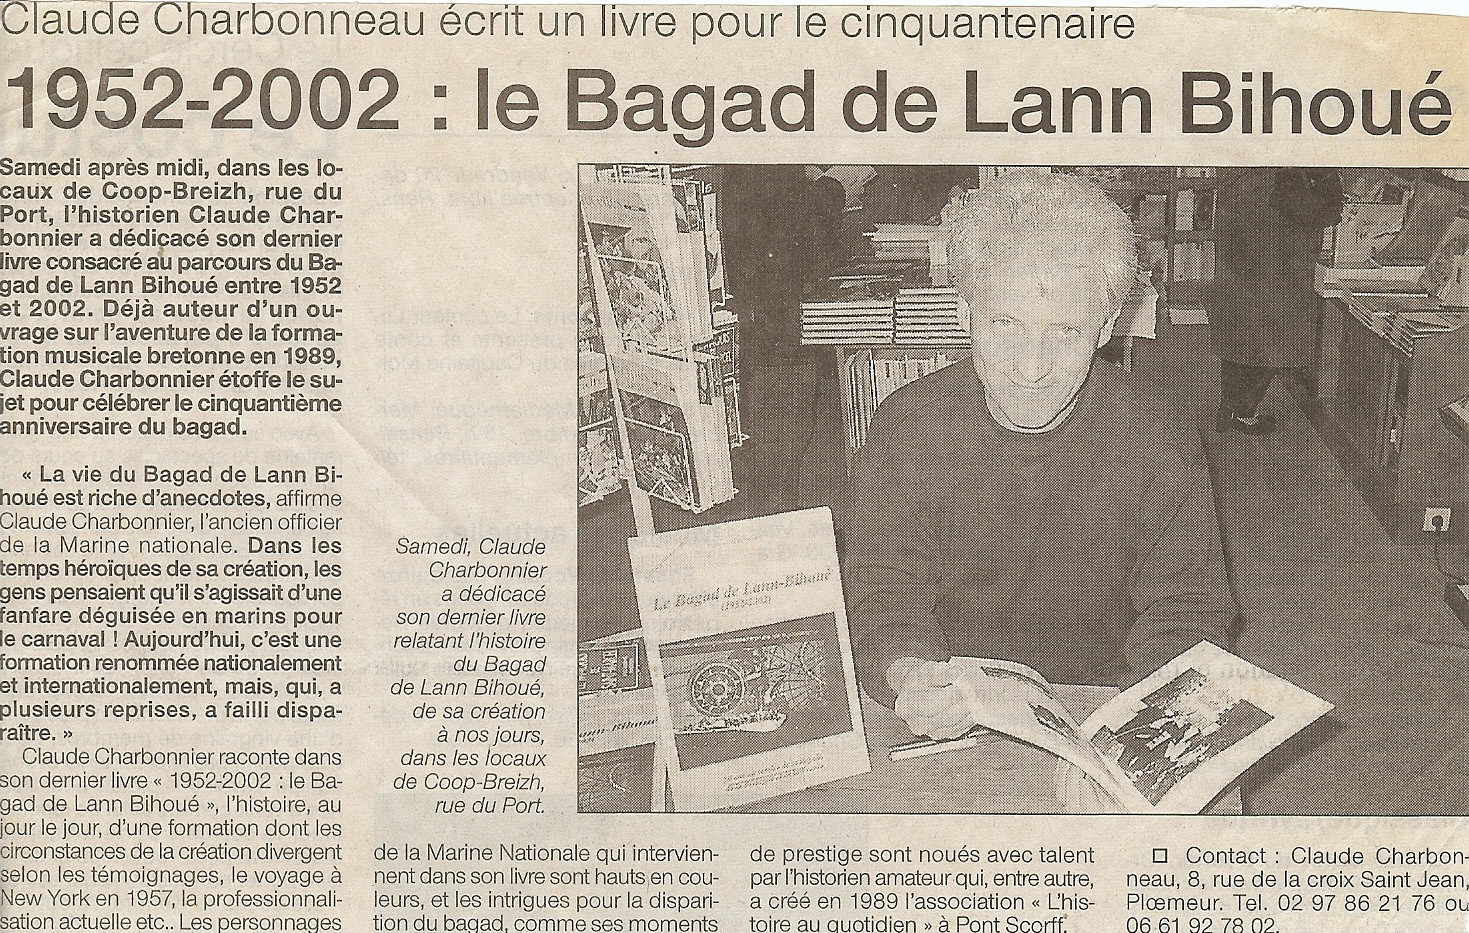 Claude Charbonneau écrit un livre pour le cinquantenaire
1952-2002 : le Bagad de Lann Bihoué
Samedi après midi, dans les lo-
caux de Coop-Breizh, rue du
Port, l'historien Claude Char-
bonnier a dédicacé son dernier
livre consacré au parcours du Ba-
gad de Lann Bihoué entre 1952
et 2002. Déjà auteur d'un ou-
vrage sur l'aventure de la forma-
tion musicale bretonne en 1989,
Claude Charbonnier étoffe le su-
jet pour célébrer le cinquantième
anniversaire du bagad.
« La vie du Bagad de Lann Bi-
houé est riche d'anecdotes, affirme
Claude Charbonnier, l'ancien officier
de la Marine nationale. Dans les
temps héroïques de sa création, les
gens pensaient qu'il s'agissait d'une
fanfare déguisée en marins pour
le carnaval ! Aujourd'hui, c'est une
formation renommée nationalement
et internationalement, mais, qui, a
plusieurs reprises, a failli dispa-
raître. »
Claude Charbonnier raconte dans
son dernier livre « 1952-2002 : le Ba-
gad de Lann Bihoué », l'histoire, au
jour le jour, d'une formation dont les
circonstances de la création divergent
selon les témoignages, le voyage à
New York en 1957, la professionnali-
sation actuelle etc.. Les personnages
Samedi, Claude
Charbonnier
a dédicacé
son dernier livre
relatant l'histoire
du Bagad
de Lann Bihoué,
de sa création
à nos jours,
dans les locaux
de Coop-Breizh,
rue du Port.
Le Bagad de Lann-Bihoué
de la Marine Nationale qui intervien-
nent dans son livre sont hauts en cou-
leurs, et les intrigues pour la dispari-
tion du bagad, comme ses moments
de prestige sont noués avec talent
par l'historien amateur qui, entre autre,
a créé en 1989 l'association « L'his-
toire au quotidien » à Pont Scorff.
□ Contact : Claude Charbon-
neau, 8, rue de la croix Saint Jean,
Plœmeur. Tel. 02 97 86 21 76 ou
06 61 92 78 02.